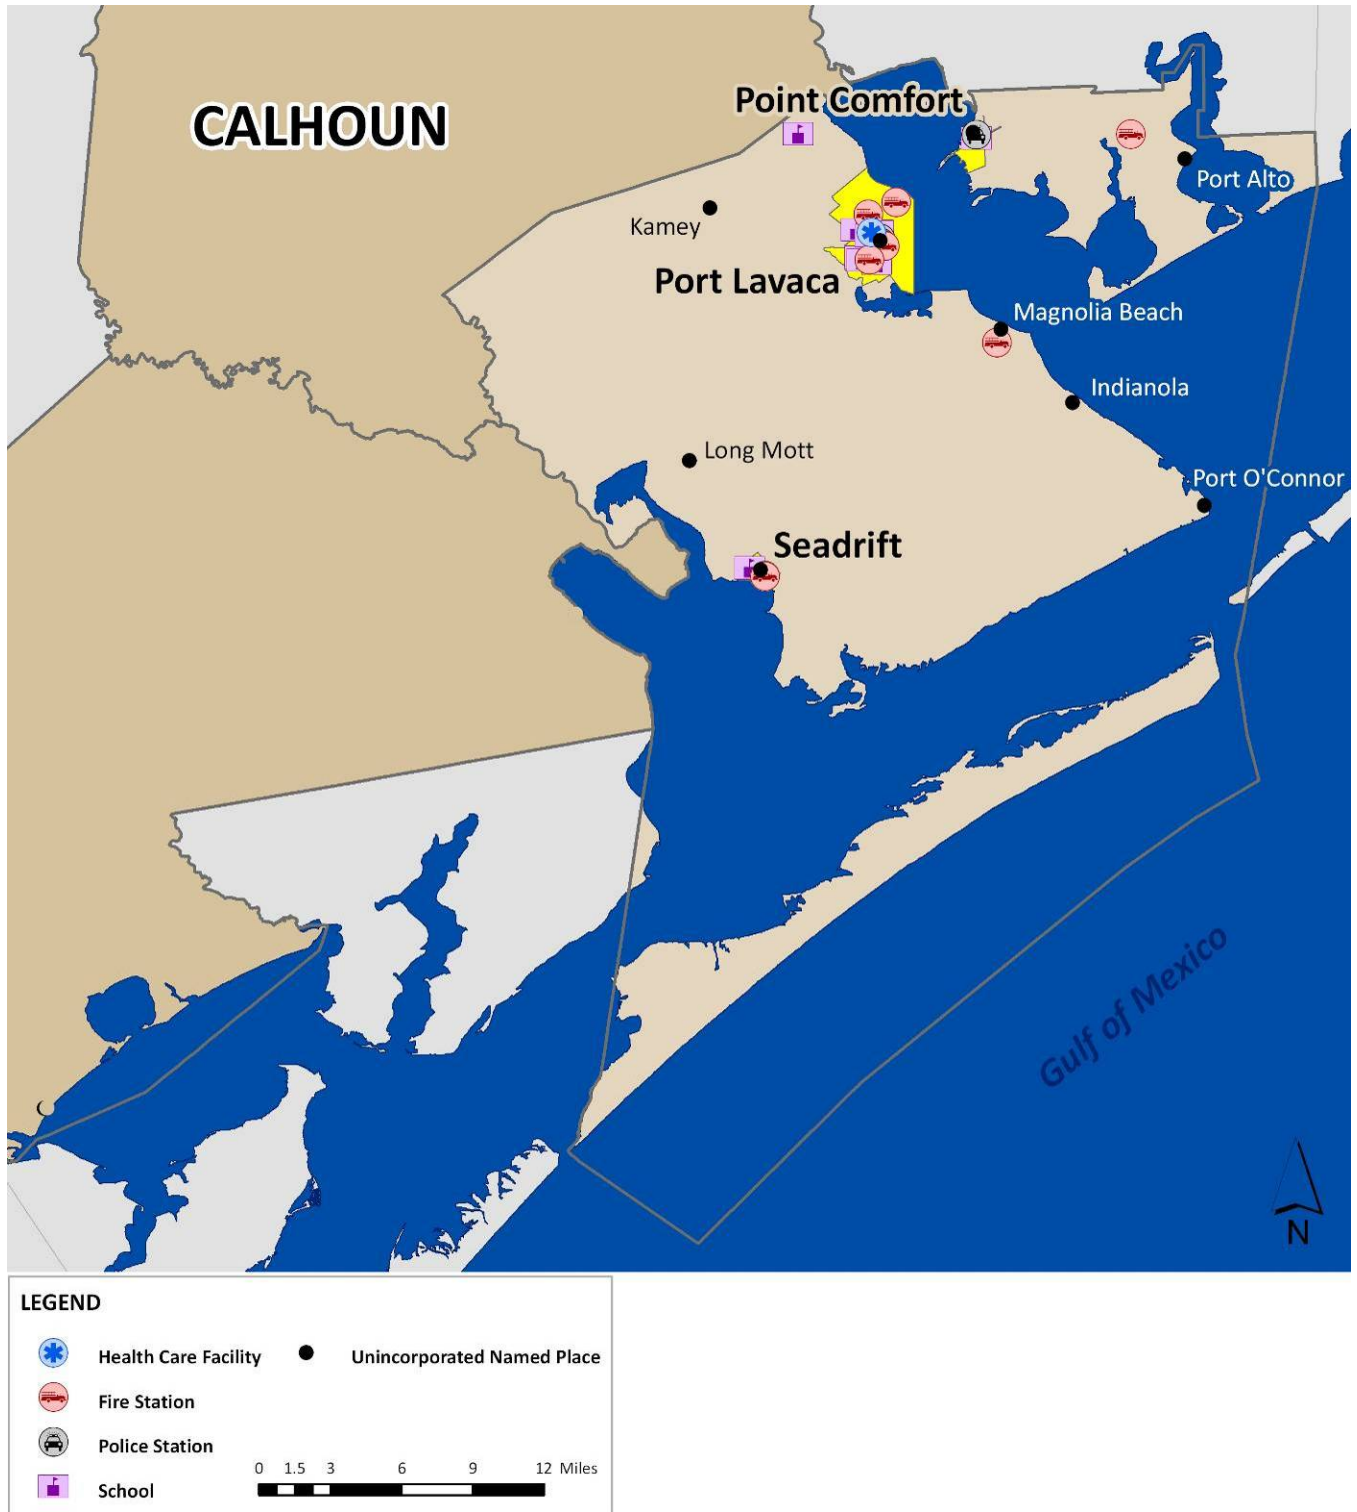 CALHOUN
Point Comfort
Port Alto
Kamey
Port Lavaca
Magnolia Beach
Indianola
Long Mott
Port O'Connor
Seadrift
Gulf of Mexico
N
LEGEND
Health Care Facility
Unincorporated Named Place
Fire Station
Police Station
School
0 1.5 3 6 9 12 Miles